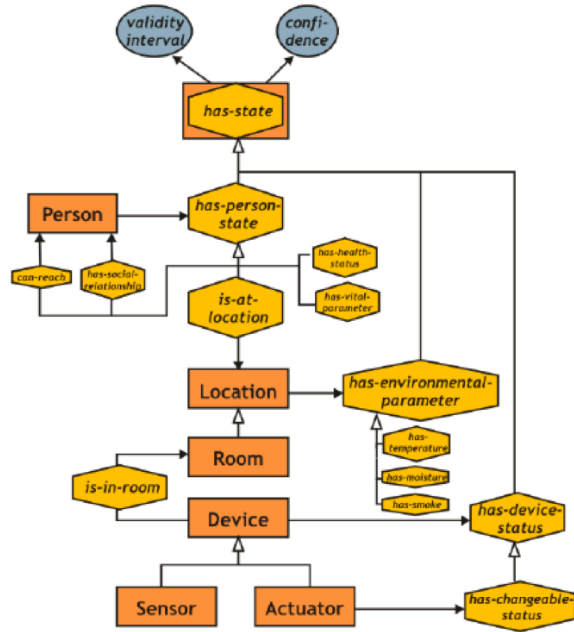 validity
interval
confi-
dence
has-state
Person
has-person-
state
can-reach
has-social-
relationship
has-health-
status
has-vital-
parameter
is-at-
location
Location
has-environmental-
parameter
has-
temperature
has-moisture
has-smoke
Room
is-in-room
Device
has-device-
status
Sensor
Actuator
has-changeable-
status